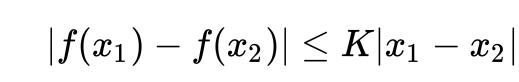 |f(x₁) − f(x₂)| ≤ K|x₁ − x₂|